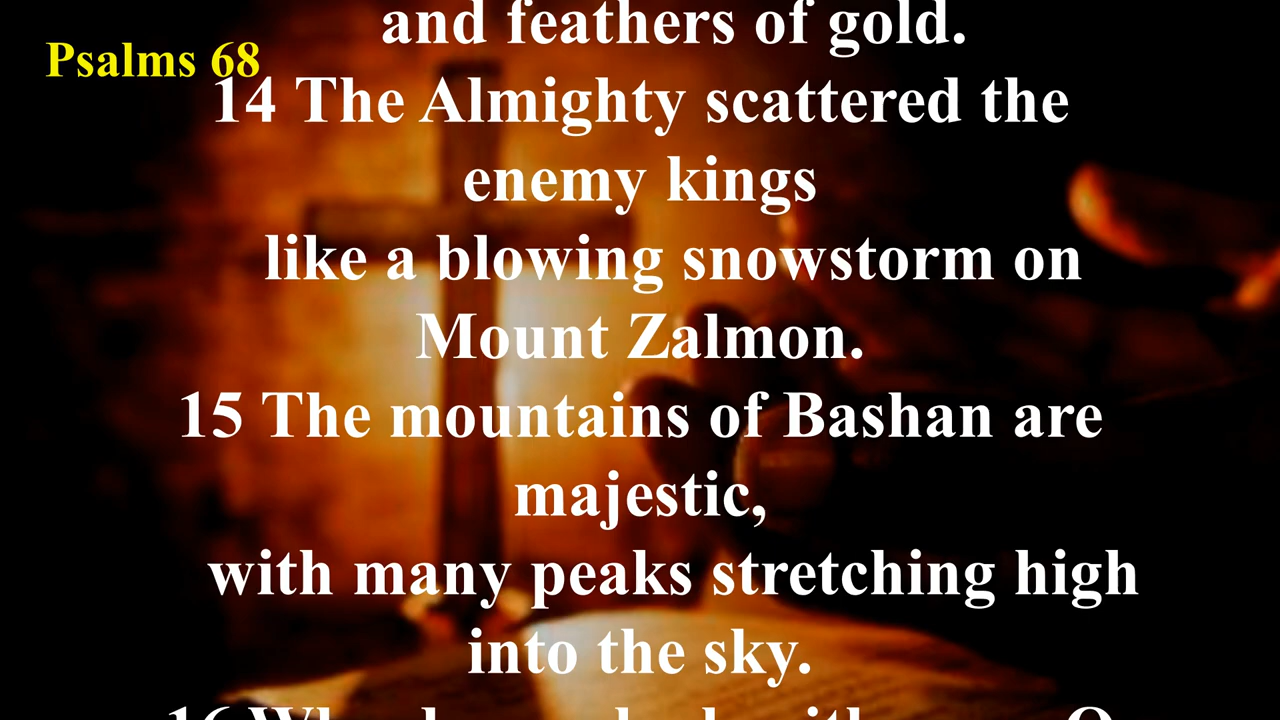 and feathers of gold.
Psalms 68
14 The Almighty scattered the
enemy kings
like a blowing snowstorm on
Mount Zalmon.
15 The mountains of Bashan are
majestic,
with many peaks stretching high
into the sky.